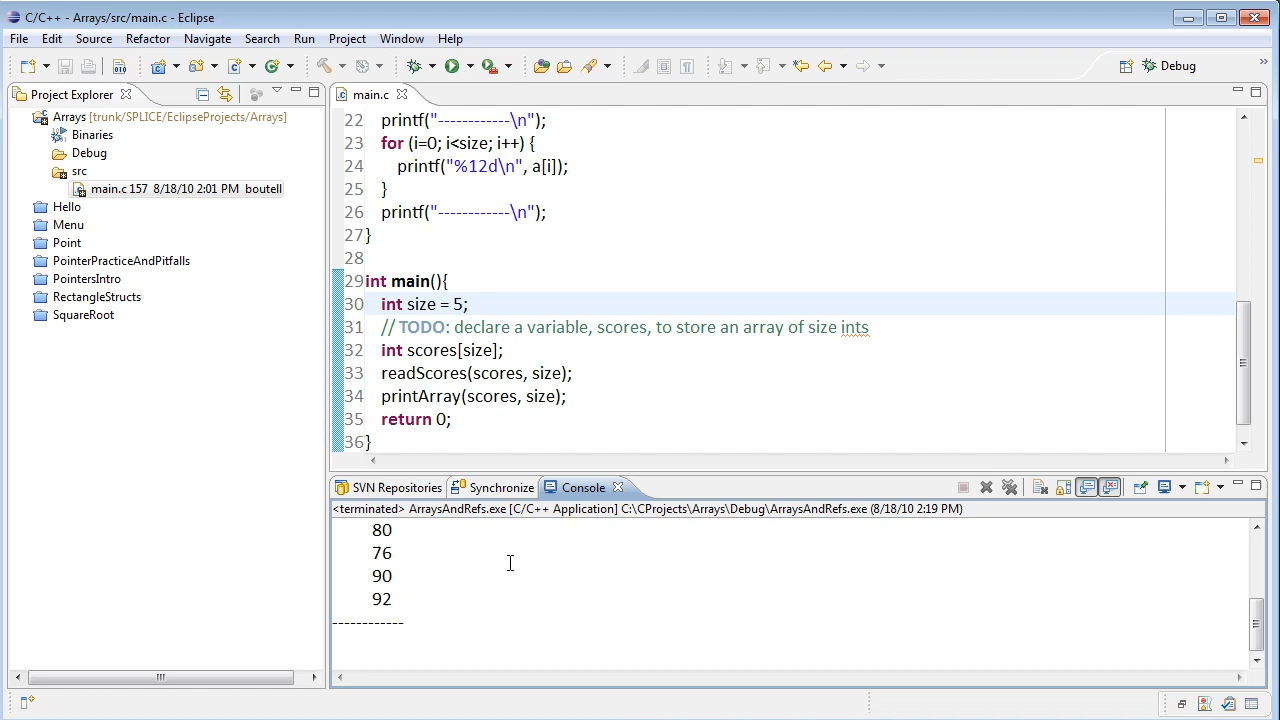 C/C++ - Arrays/src/main.c - Eclipse
File Edit Source Refactor Navigate Search Run Project Window Help
Debug
Project Explorer
main.c
Arrays [trunk/SPLICE/EclipseProjects/Arrays]
Binaries
Debug
src
main.c 157 8/18/10 2:01 PM boutell
Hello
Menu
Point
PointerPracticeAndPitfalls
PointersIntro
RectangleStructs
SquareRoot
22 printf("------------\n");
23 for (i=0; i<size; i++) {
24 printf("%12d\n", a[i]);
25 }
26 printf("------------\n");
27 }
28
29 int main(){
30 int size = 5;
31 // TODO: declare a variable, scores, to store an array of size ints
32 int scores[size];
33 readScores(scores, size);
34 printArray(scores, size);
35 return 0;
36 }
SVN Repositories Synchronize Console
<terminated> ArraysAndRefs.exe [C/C++ Application] C:\CProjects\Arrays\Debug\ArraysAndRefs.exe (8/18/10 2:19 PM)
80
76
90
92
------------